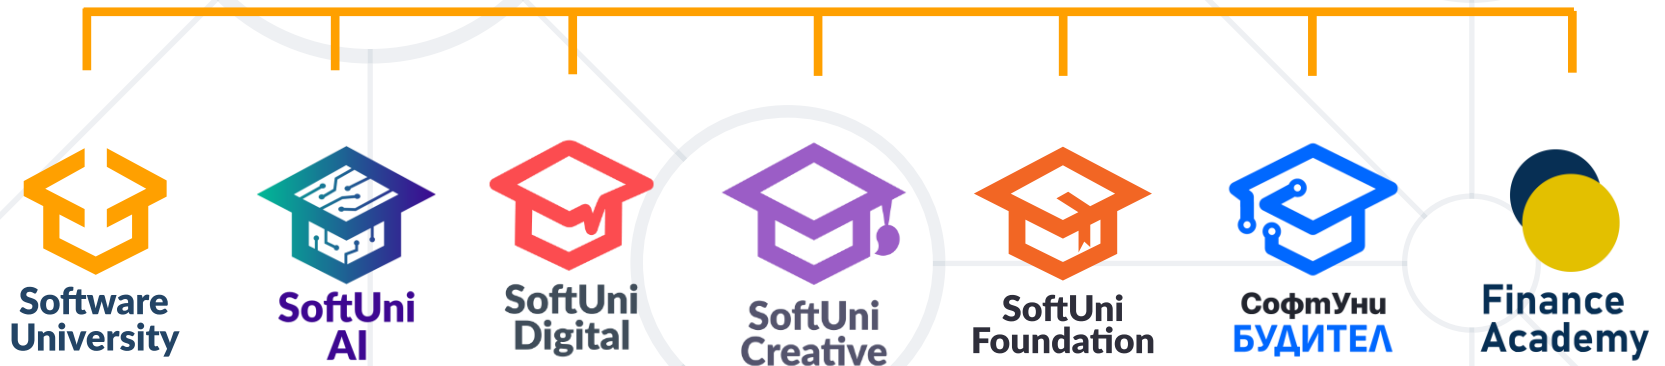 Software
University
SoftUni
AI
SoftUni
Digital
SoftUni
Creative
SoftUni
Foundation
СофтУни
БУДИТЕЛ
Finance
Academy